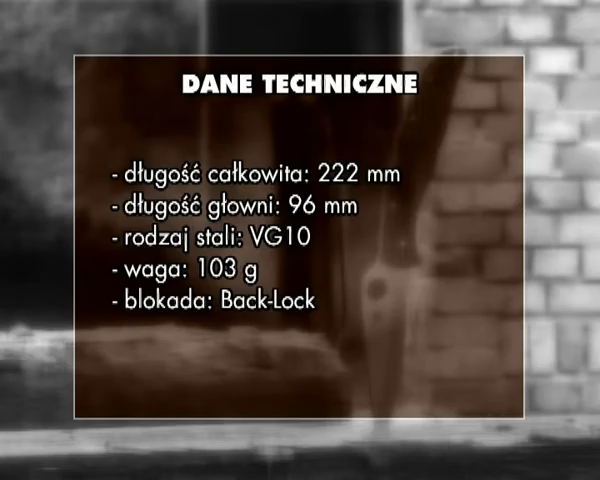 DANE TECHNICZNE
- długość całkowita: 222 mm
- długość głowni: 96 mm
- rodzaj stali: VG10
- waga: 103 g
- blokada: Back-Lock